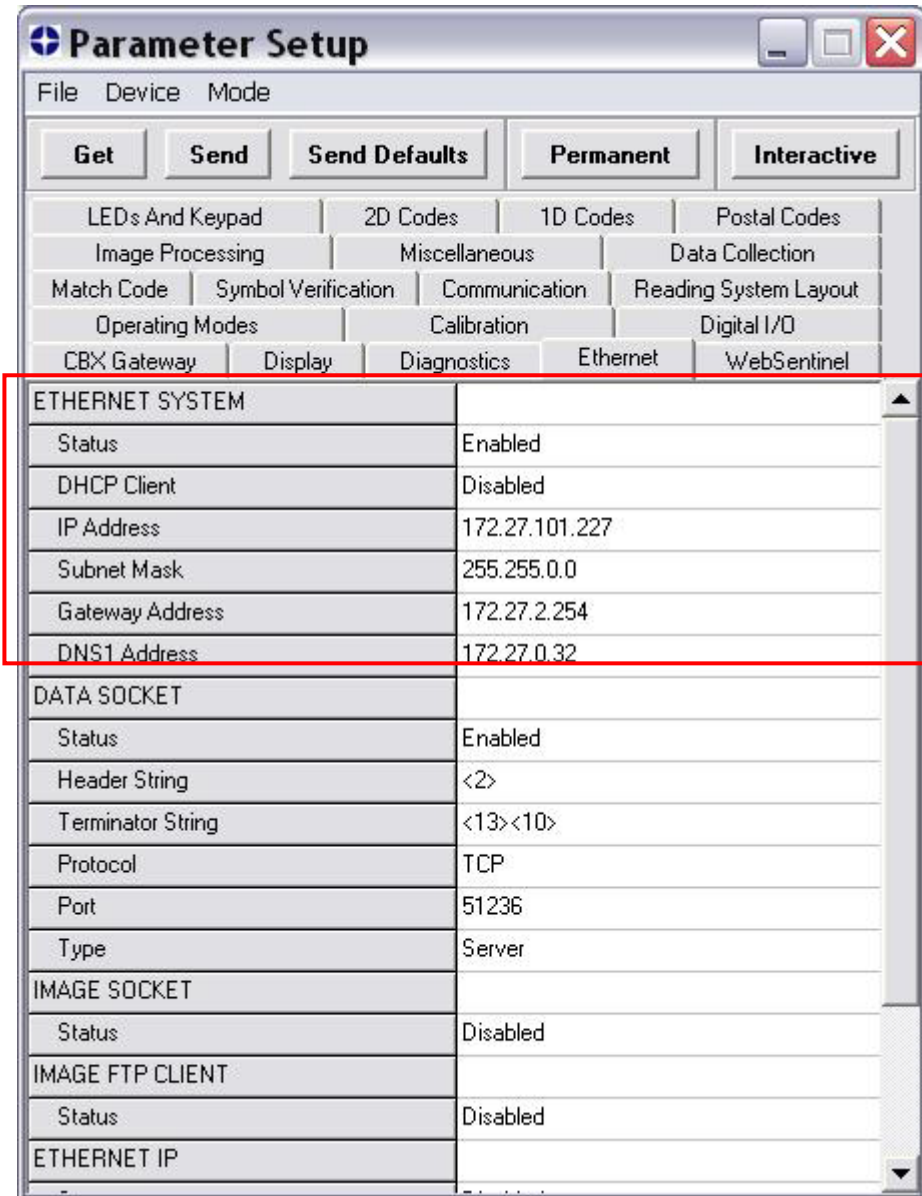 Parameter Setup
File Device Mode
Get Send Send Defaults Permanent Interactive
LEDs And Keypad 2D Codes 1D Codes Postal Codes
Image Processing Miscellaneous Data Collection
Match Code Symbol Verification Communication Reading System Layout
Operating Modes Calibration Digital I/O
CBX Gateway Display Diagnostics Ethernet WebSentinel
ETHERNET SYSTEM
Status Enabled
DHCP Client Disabled
IP Address 172.27.101.227
Subnet Mask 255.255.0.0
Gateway Address 172.27.2.254
DNS1 Address 172.27.0.32
DATA SOCKET
Status Enabled
Header String <2>
Terminator String <13><10>
Protocol TCP
Port 51236
Type Server
IMAGE SOCKET
Status Disabled
IMAGE FTP CLIENT
Status Disabled
ETHERNET IP